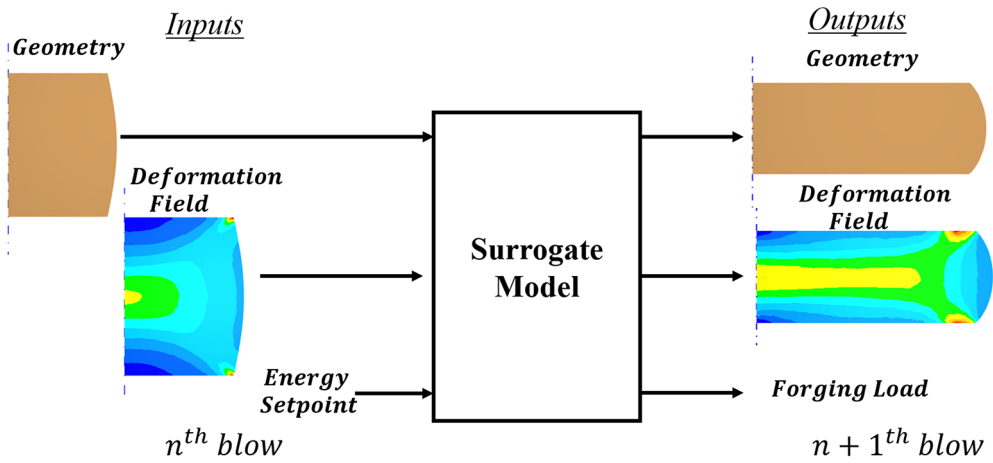 Inputs
Geometry
Deformation
Field
Energy
Setpoint
nᵗʰ blow
Surrogate
Model
Outputs
Geometry
Deformation
Field
Forging Load
n + 1ᵗʰ blow